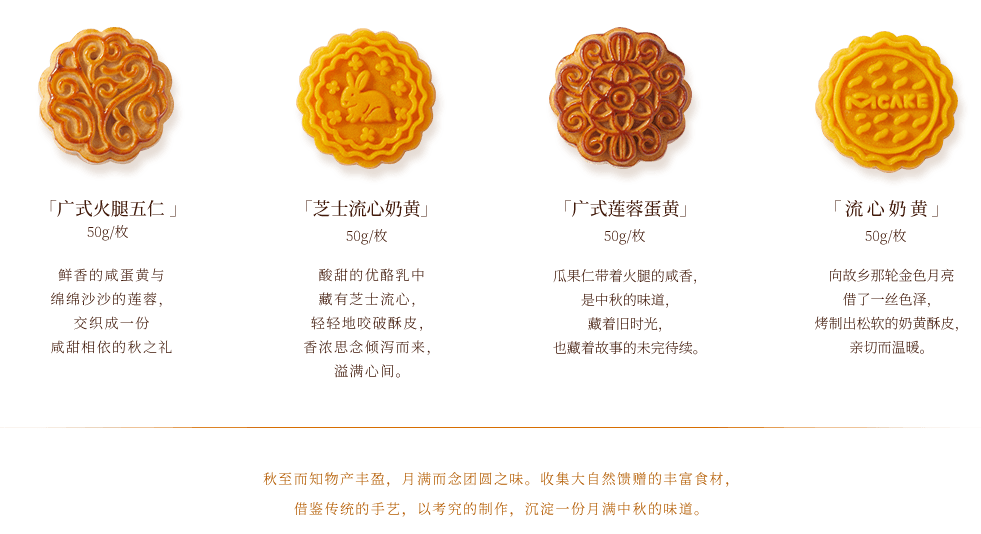 MCAKE
「广式火腿五仁 」
50g/枚
鲜香的咸蛋黄与
绵绵沙沙的莲蓉，
交织成一份
咸甜相依的秋之礼
「芝士流心奶黄」
50g/枚
酸甜的优酪乳中
藏有芝士流心，
轻轻地咬破酥皮，
香浓思念倾泻而来，
溢满心间。
「广式莲蓉蛋黄」
50g/枚
瓜果仁带着火腿的咸香，
是中秋的味道，
藏着旧时光，
也藏着故事的未完待续。
「 流 心 奶 黄 」
50g/枚
向故乡那轮金色月亮
借了一丝色泽，
烤制出松软的奶黄酥皮，
亲切而温暖。
秋至而知物产丰盈，月满而念团圆之味。收集大自然馈赠的丰富食材，
借鉴传统的手艺，以考究的制作，沉淀一份月满中秋的味道。